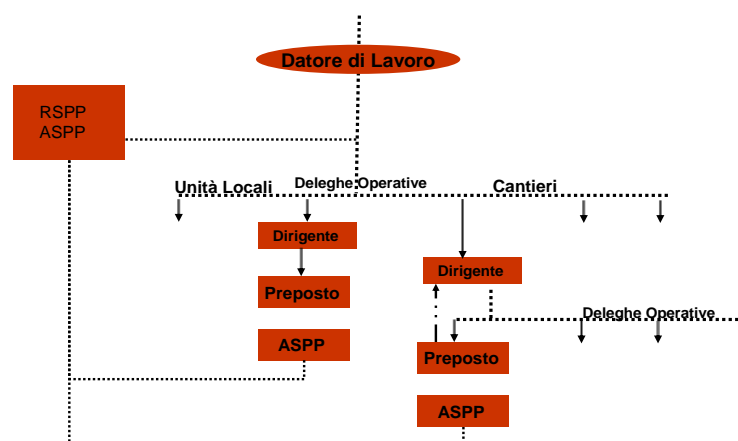 Datore di Lavoro
RSPP
ASPP
Unità Locali
Deleghe Operative
Cantieri
Dirigente
Dirigente
Preposto
Deleghe Operative
ASPP
Preposto
ASPP